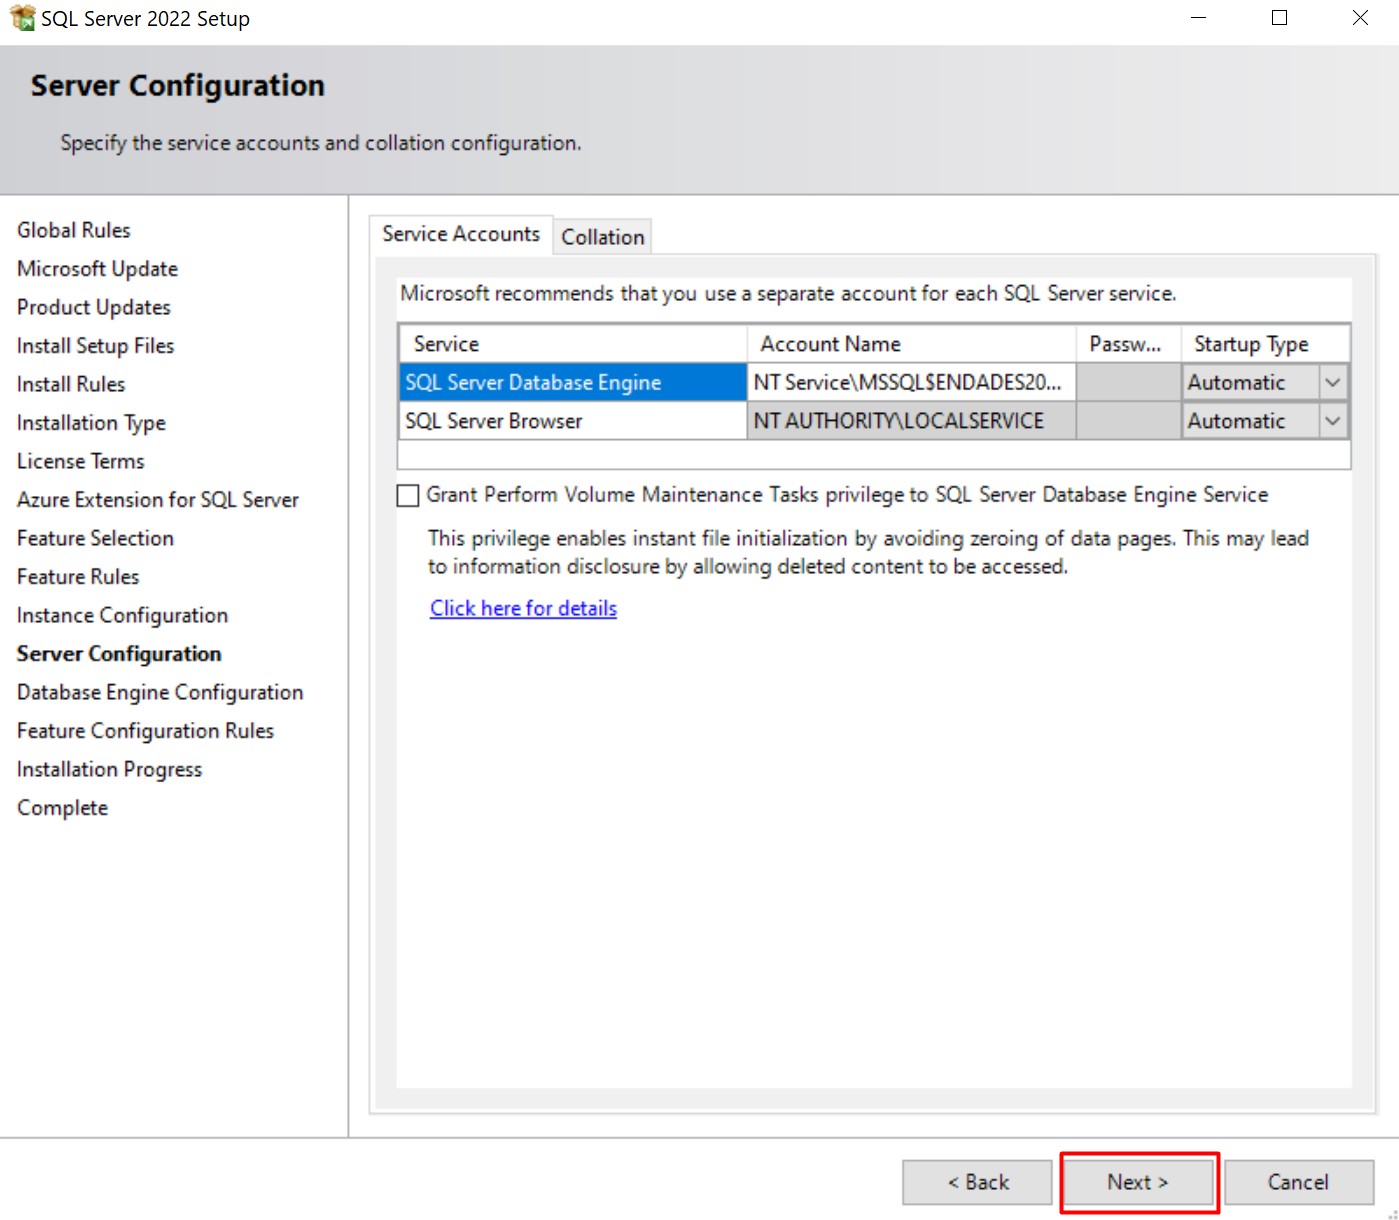 SQL Server 2022 Setup
Server Configuration
Specify the service accounts and collation configuration.
Global Rules
Microsoft Update
Product Updates
Install Setup Files
Install Rules
Installation Type
License Terms
Azure Extension for SQL Server
Feature Selection
Feature Rules
Instance Configuration
Server Configuration
Database Engine Configuration
Feature Configuration Rules
Installation Progress
Complete
Service Accounts Collation
Microsoft recommends that you use a separate account for each SQL Server service.
Service Account Name Passw... Startup Type
SQL Server Database Engine NT Service\MSSQL$ENDADES20... Automatic
SQL Server Browser NT AUTHORITY\LOCALSERVICE Automatic
Grant Perform Volume Maintenance Tasks privilege to SQL Server Database Engine Service
This privilege enables instant file initialization by avoiding zeroing of data pages. This may lead
to information disclosure by allowing deleted content to be accessed.
Click here for details
< Back Next > Cancel